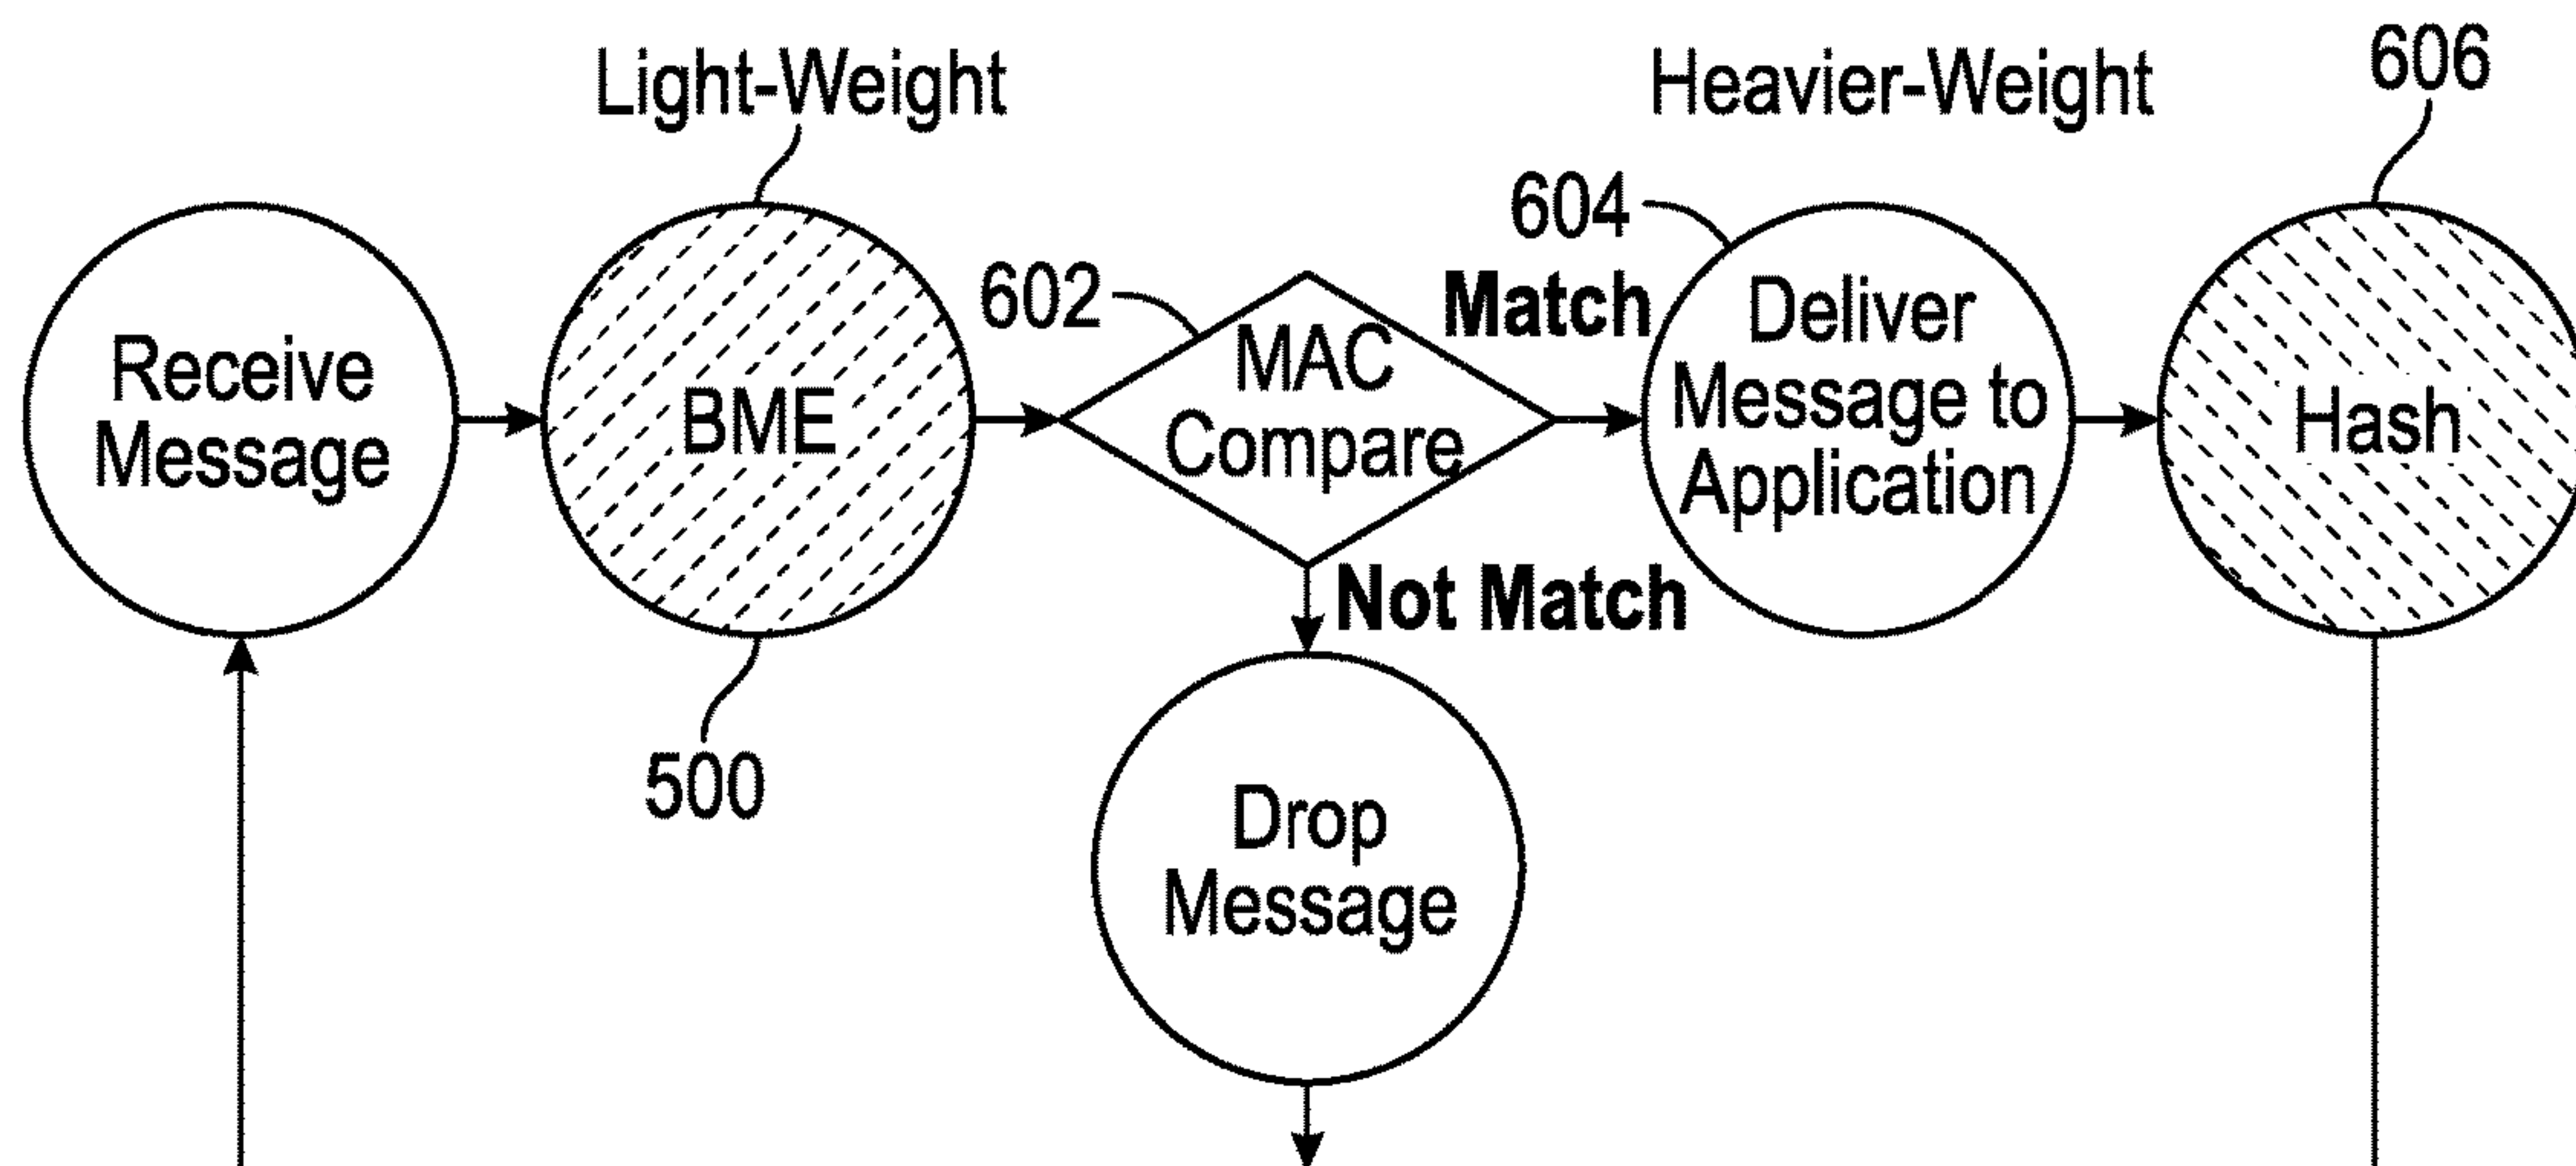 Light-Weight
Heavier-Weight
606
604
602
Match
Receive
Message
BME
MAC
Compare
Deliver
Message to
Application
Hash
Not Match
500
Drop
Message